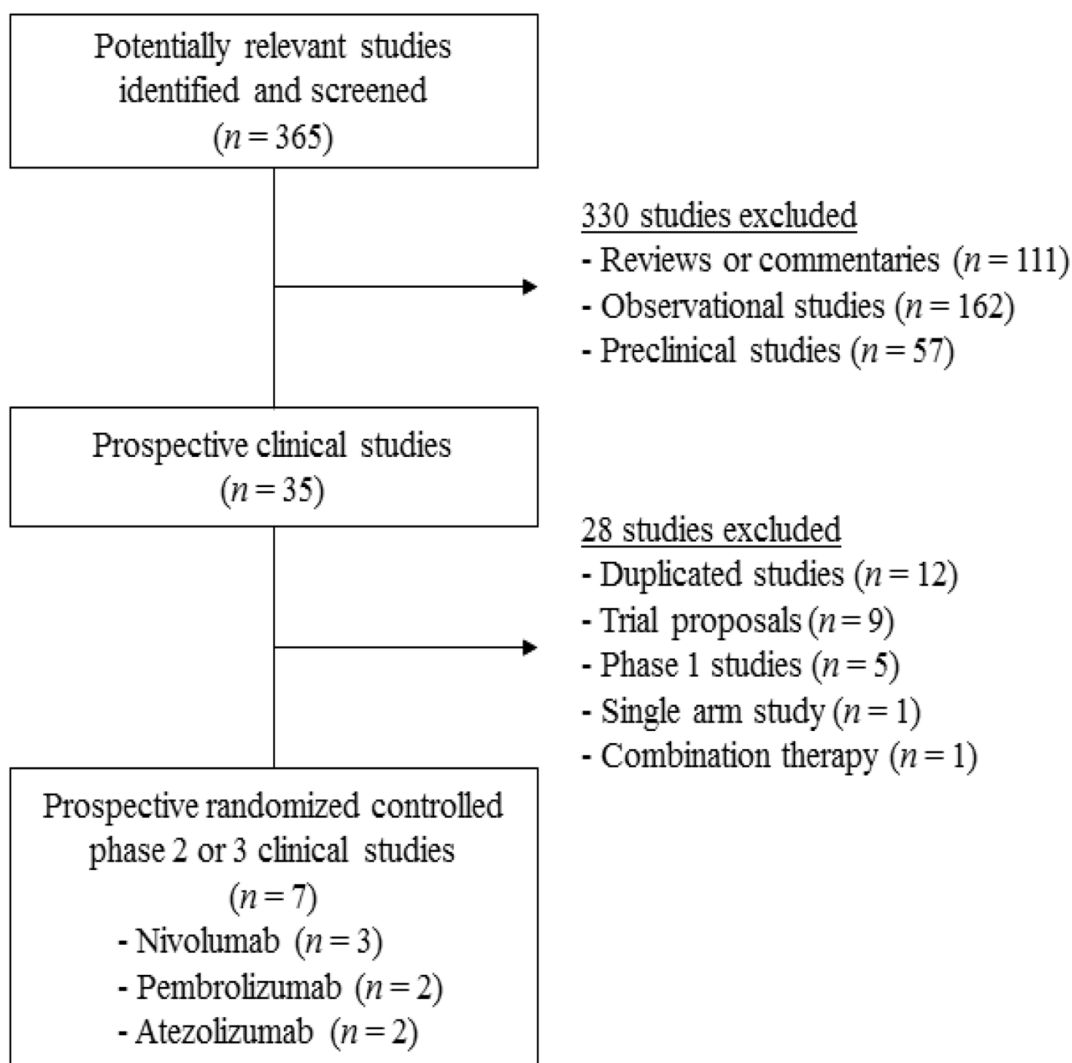 Potentially relevant studies
identified and screened
(n = 365)
330 studies excluded
- Reviews or commentaries (n = 111)
- Observational studies (n = 162)
- Preclinical studies (n = 57)
Prospective clinical studies
(n = 35)
28 studies excluded
- Duplicated studies (n = 12)
- Trial proposals (n = 9)
- Phase 1 studies (n = 5)
- Single arm study (n = 1)
- Combination therapy (n = 1)
Prospective randomized controlled
phase 2 or 3 clinical studies
(n = 7)
- Nivolumab (n = 3)
- Pembrolizumab (n = 2)
- Atezolizumab (n = 2)